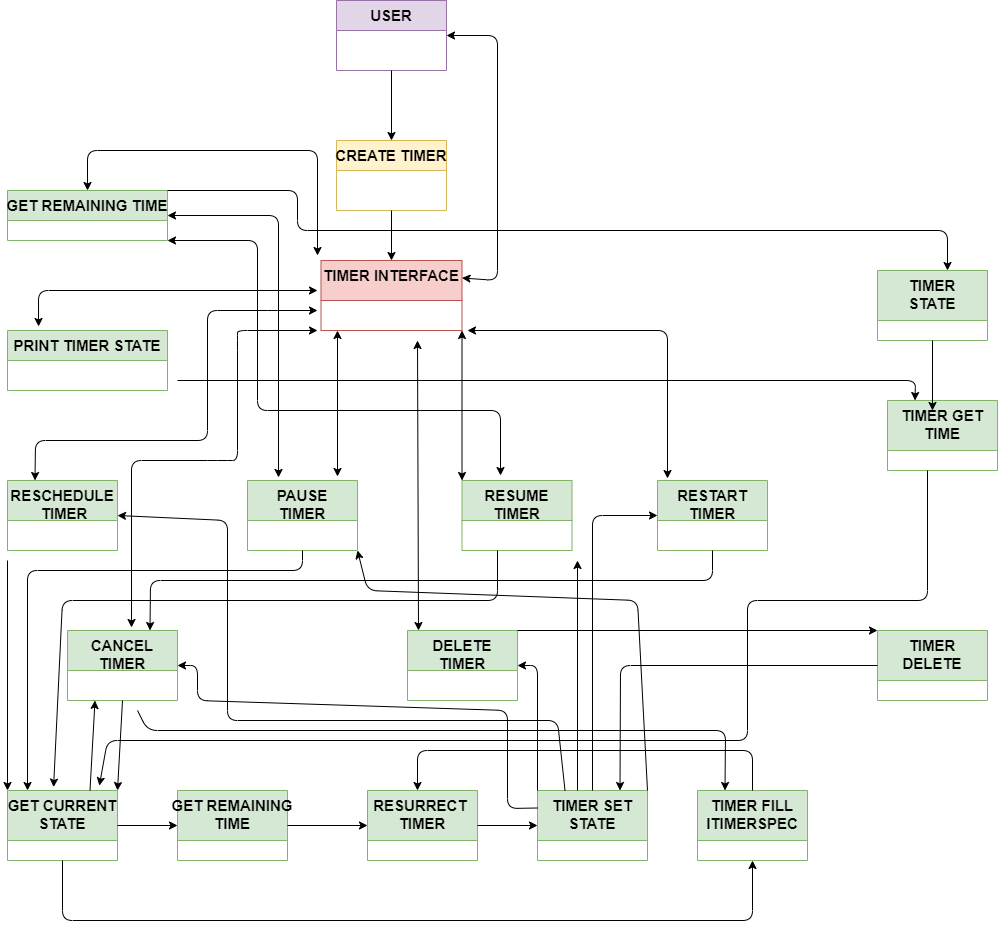 USER
CREATE TIMER
GET REMAINING TIME
TIMER INTERFACE
TIMER
STATE
PRINT TIMER STATE
TIMER GET
TIME
RESCHEDULE
TIMER
PAUSE
TIMER
RESUME
TIMER
RESTART
TIMER
CANCEL
TIMER
DELETE
TIMER
TIMER
DELETE
GET CURRENT
STATE
GET REMAINING
TIME
RESURRECT
TIMER
TIMER SET
STATE
TIMER FILL
ITIMERSPEC